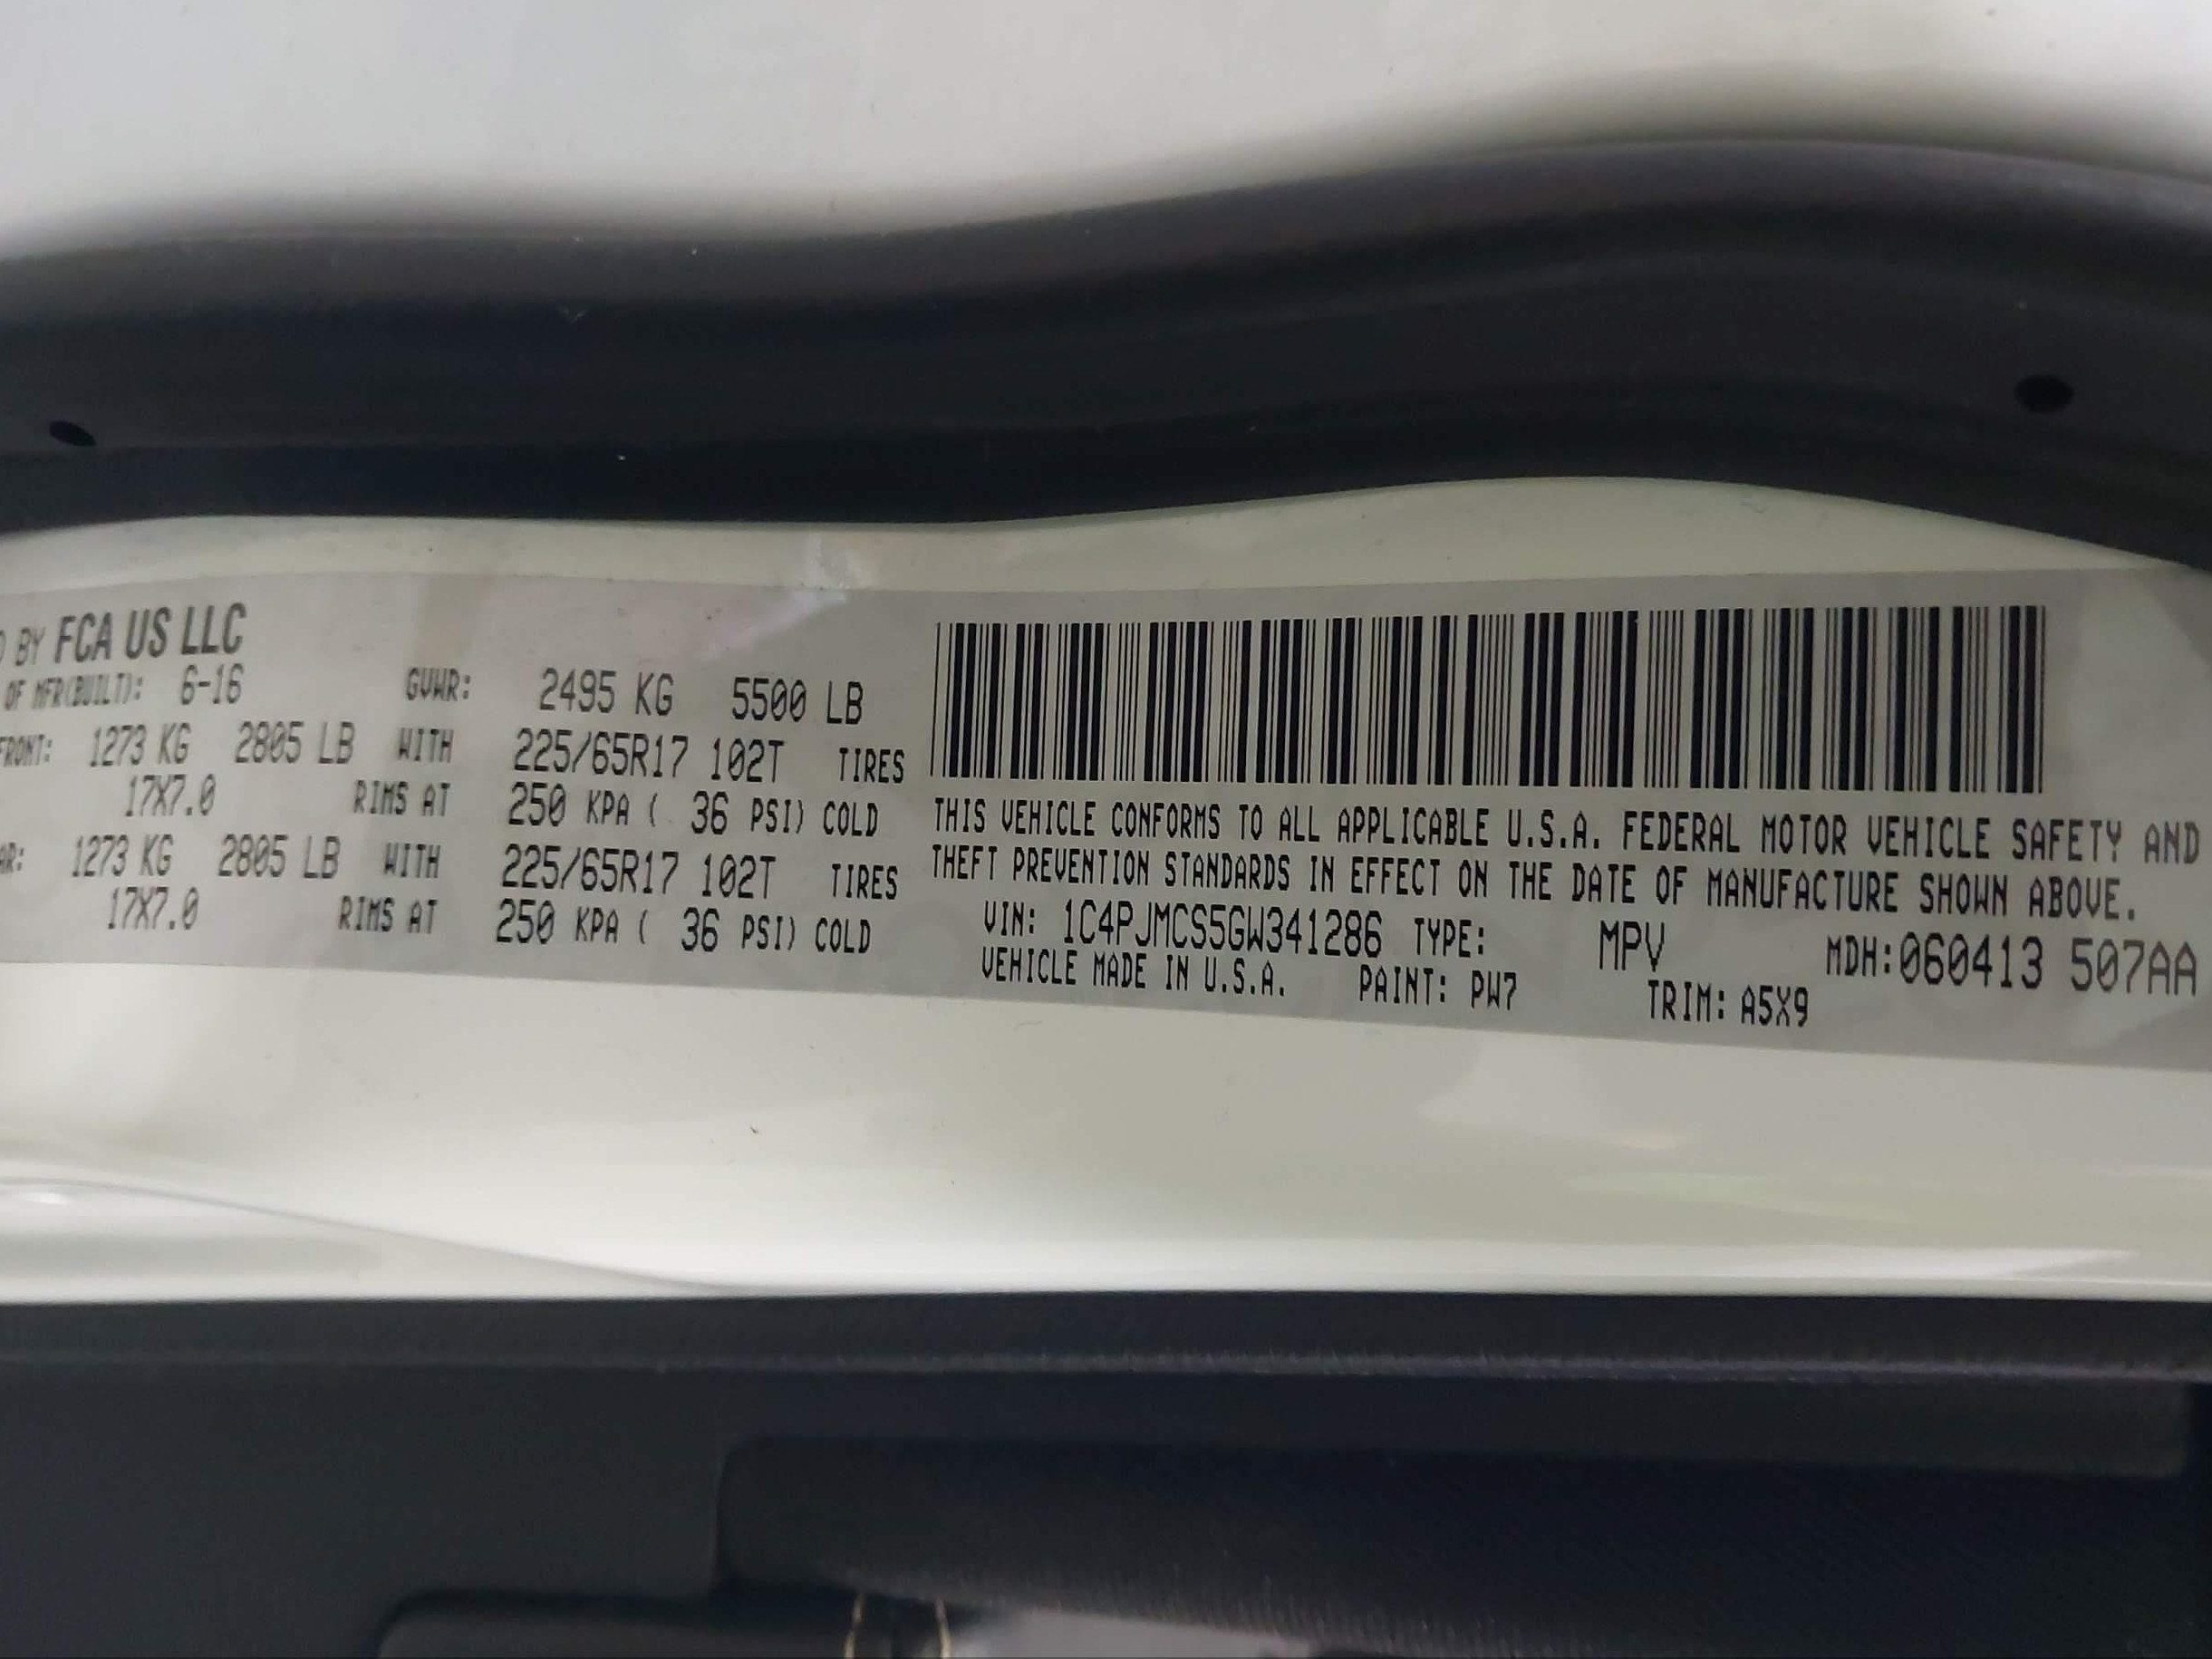 BY FCA US LLC
OF MFR(BUILT): 6-16 GVWR: 2495 KG 5500 LB
FRONT: 1273 KG 2805 LB WITH 225/65R17 102T TIRES
17X7.0 RIMS AT 250 KPA ( 36 PSI) COLD
1273 KG 2805 LB WITH 225/65R17 102T TIRES
17X7.0 RIMS AT 250 KPA ( 36 PSI) COLD
THIS VEHICLE CONFORMS TO ALL APPLICABLE U.S.A. FEDERAL MOTOR VEHICLE SAFETY AND
THEFT PREVENTION STANDARDS IN EFFECT ON THE DATE OF MANUFACTURE SHOWN ABOVE.
VIN: 1C4PJMCS5GW341286 TYPE: MPV MDH:060413 507AA
VEHICLE MADE IN U.S.A. PAINT: PW7 TRIM: A5X9